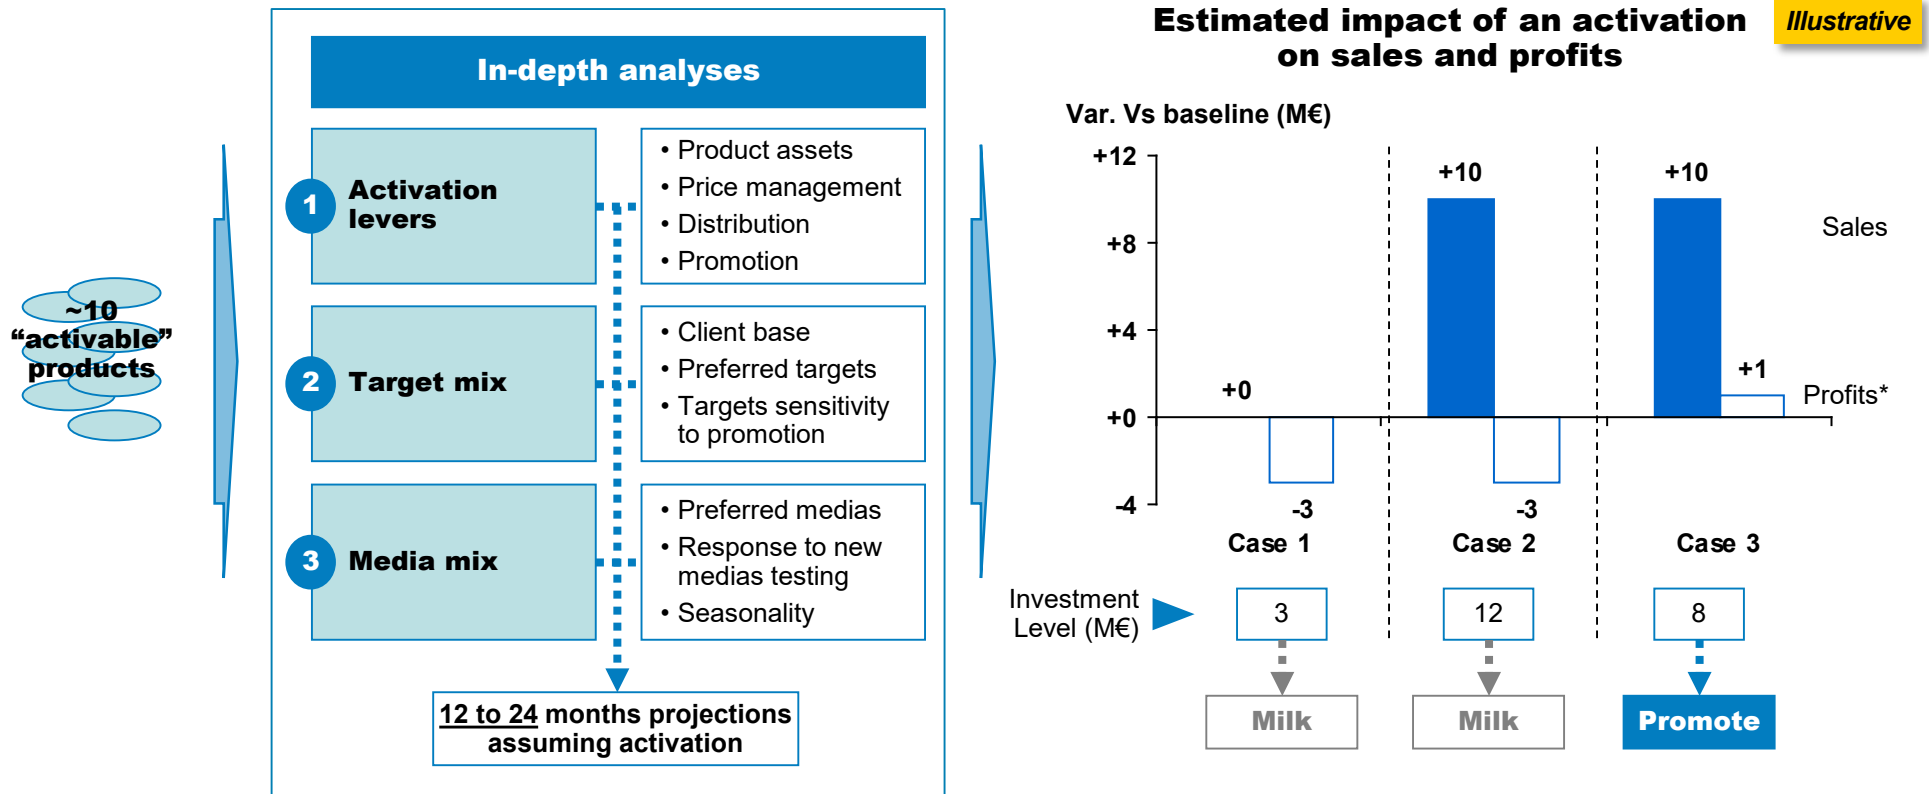 Estimated impact of an activation
on sales and profits
Illustrative
~10
“activable”
products
In-depth analyses
1
Activation
levers
• Product assets
• Price management
• Distribution
• Promotion
2
Target mix
• Client base
• Preferred targets
• Targets sensitivity
to promotion
3
Media mix
• Preferred medias
• Response to new
medias testing
• Seasonality
12 to 24 months projections
assuming activation
Var. Vs baseline (M€)
+12
+8
+4
+0
-4
+0
-3
+10
-3
+10
+1
Sales
Profits*
Case 1
Case 2
Case 3
Investment
Level (M€)
3
12
8
Milk
Milk
Promote